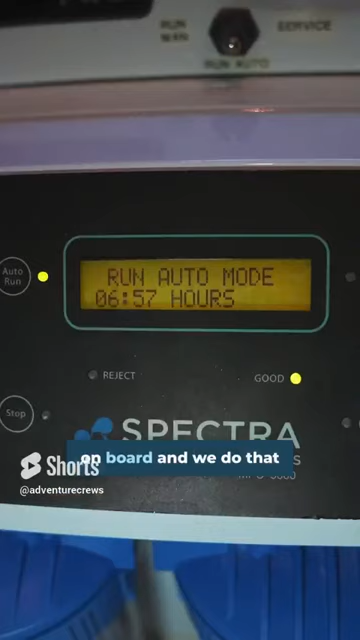 RUN
MAN
SERVICE
RUN AUTO
Auto
Run
RUN AUTO MODE
06:57 HOURS
REJECT
GOOD
Stop
SPECTRA
on board and we do that
Shorts
@adventurecrews